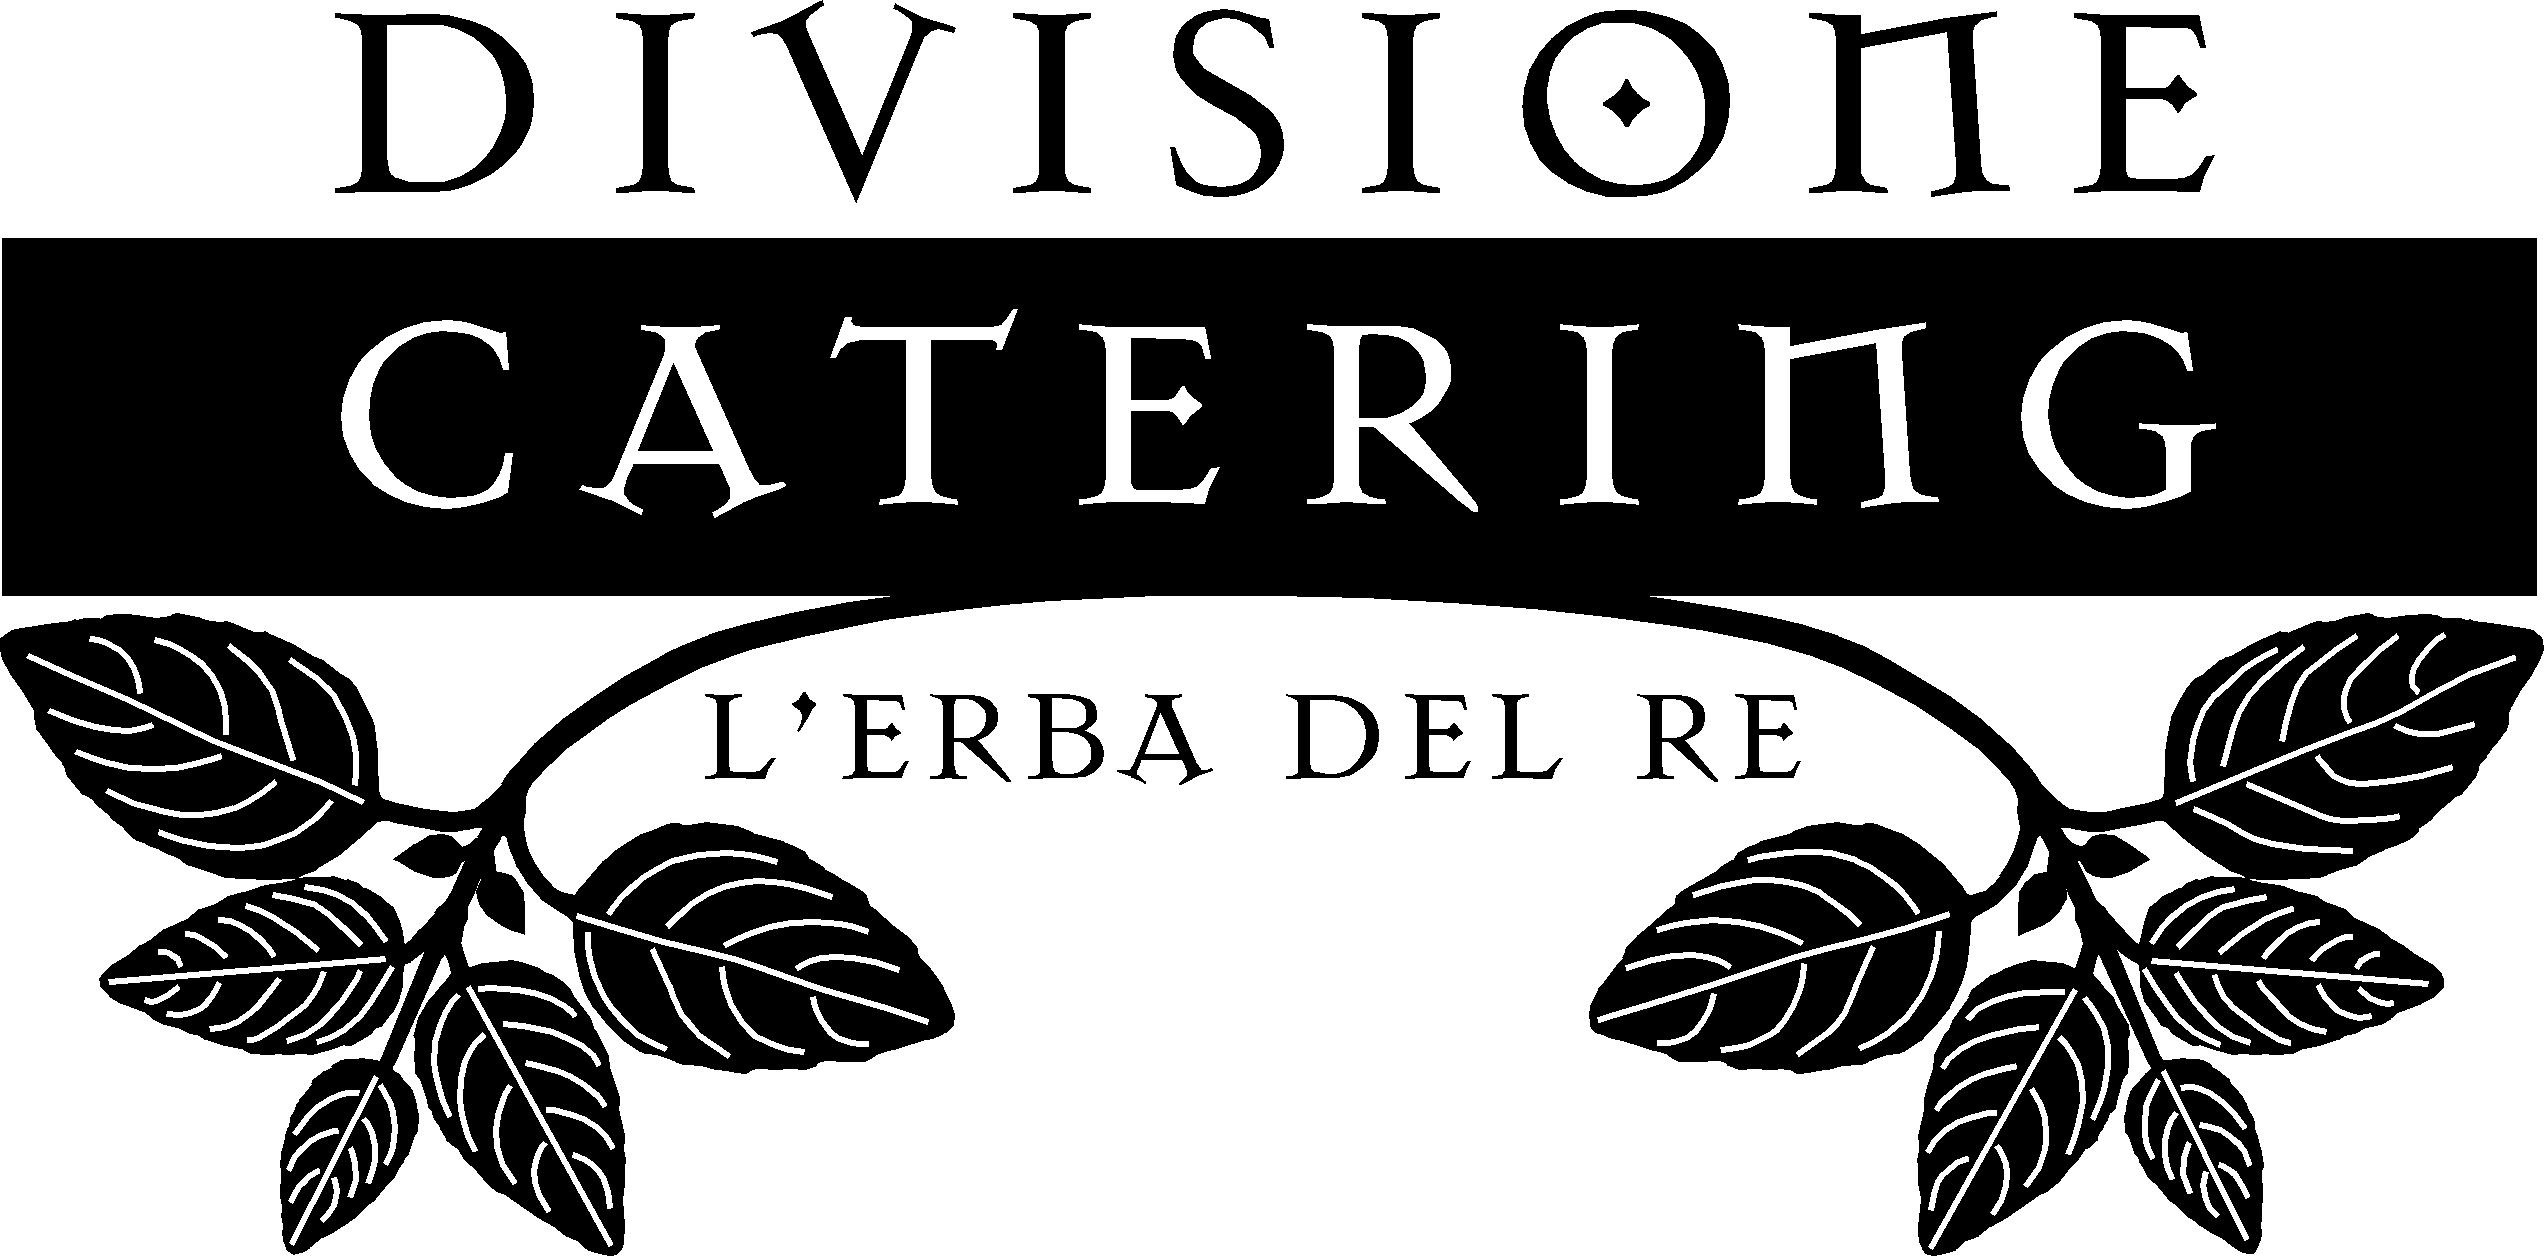 DIVISIONE
CATERING
L'ERBA DEL RE